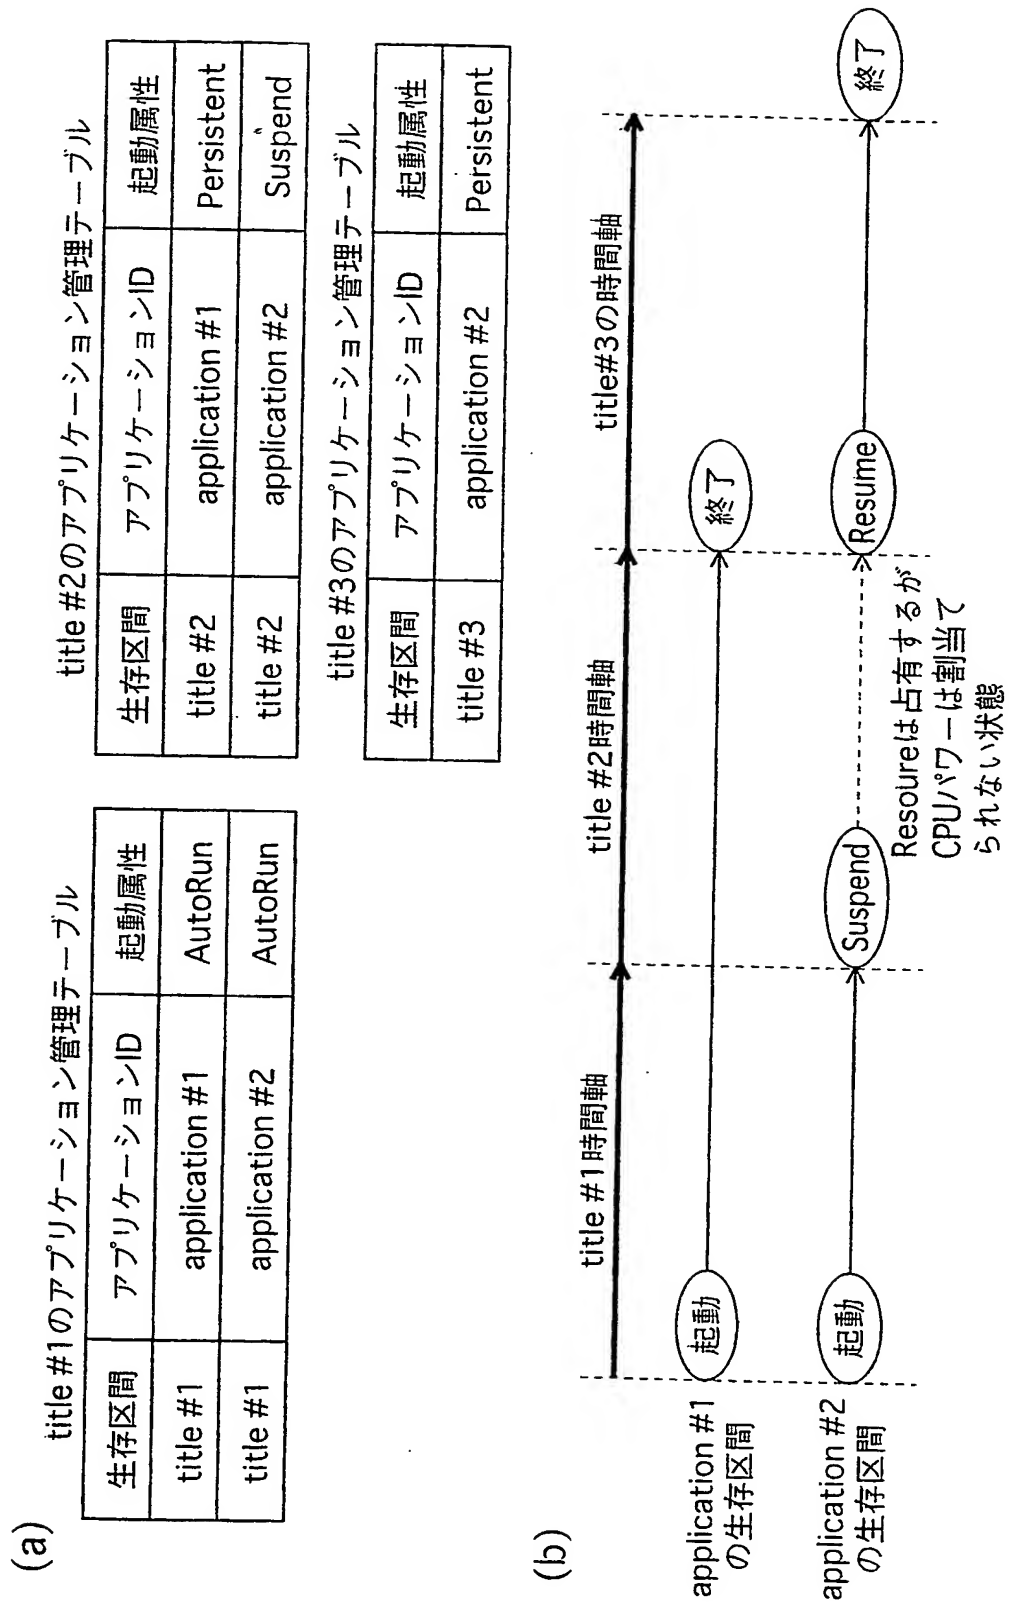 (a)
title #1のアプリケーション管理テーブル
生存区間 アプリケーションID 起動属性
title #1 application #1 AutoRun
title #1 application #2 AutoRun
title #2のアプリケーション管理テーブル
生存区間 アプリケーションID 起動属性
title #2 application #1 Persistent
title #2 application #2 Suspend
title #3のアプリケーション管理テーブル
生存区間 アプリケーションID 起動属性
title #3 application #2 Persistent
(b)
title #1時間軸
title #2時間軸
title#3の時間軸
application #1
の生存区間
起動
終了
application #2
の生存区間
起動
Suspend
Resume
終了
Resoureは占有するが
CPUパワーは割当て
られない状態